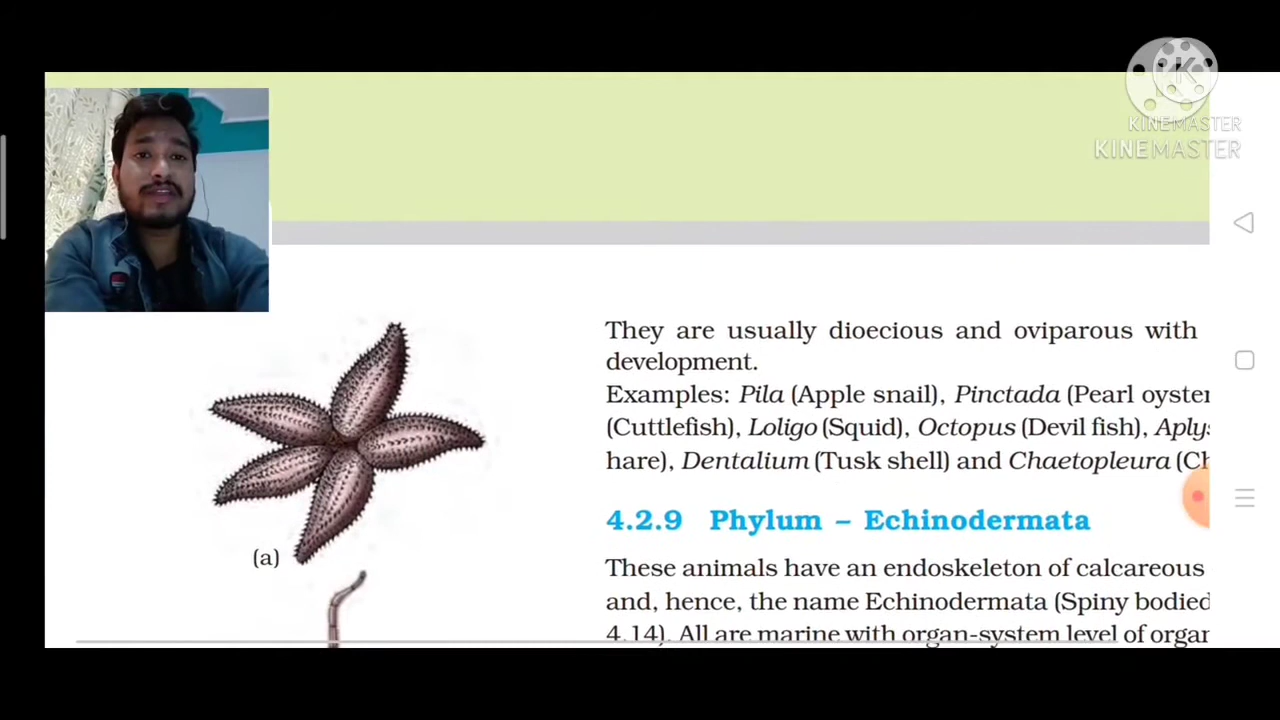 KINEMASTER
KINEMASTER
They are usually dioecious and oviparous with
development.
Examples: Pila (Apple snail), Pinctada (Pearl oyster
(Cuttlefish), Loligo (Squid), Octopus (Devil fish), Aplys
hare), Dentalium (Tusk shell) and Chaetopleura (Ch
4.2.9 Phylum – Echinodermata
(a)
These animals have an endoskeleton of calcareous
and, hence, the name Echinodermata (Spiny bodied
4.14). All are marine with organ-system level of organ